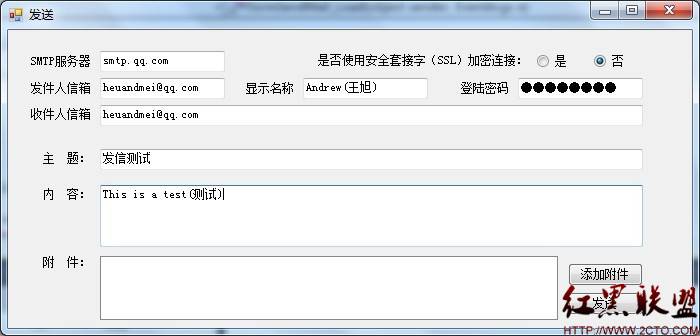 发送
SMTP服务器 smtp.qq.com 是否使用安全套接字（SSL）加密连接： 是 否
发件人信箱 heuandmei@qq.com 显示名称 Andrew(王旭) 登陆密码 ●●●●●●●●
收件人信箱 heuandmei@qq.com
主 题： 发信测试
内 容： This is a test(测试)
附 件：
添加附件
发送
红黑联盟
HTTP://WWW.2CTO.COM